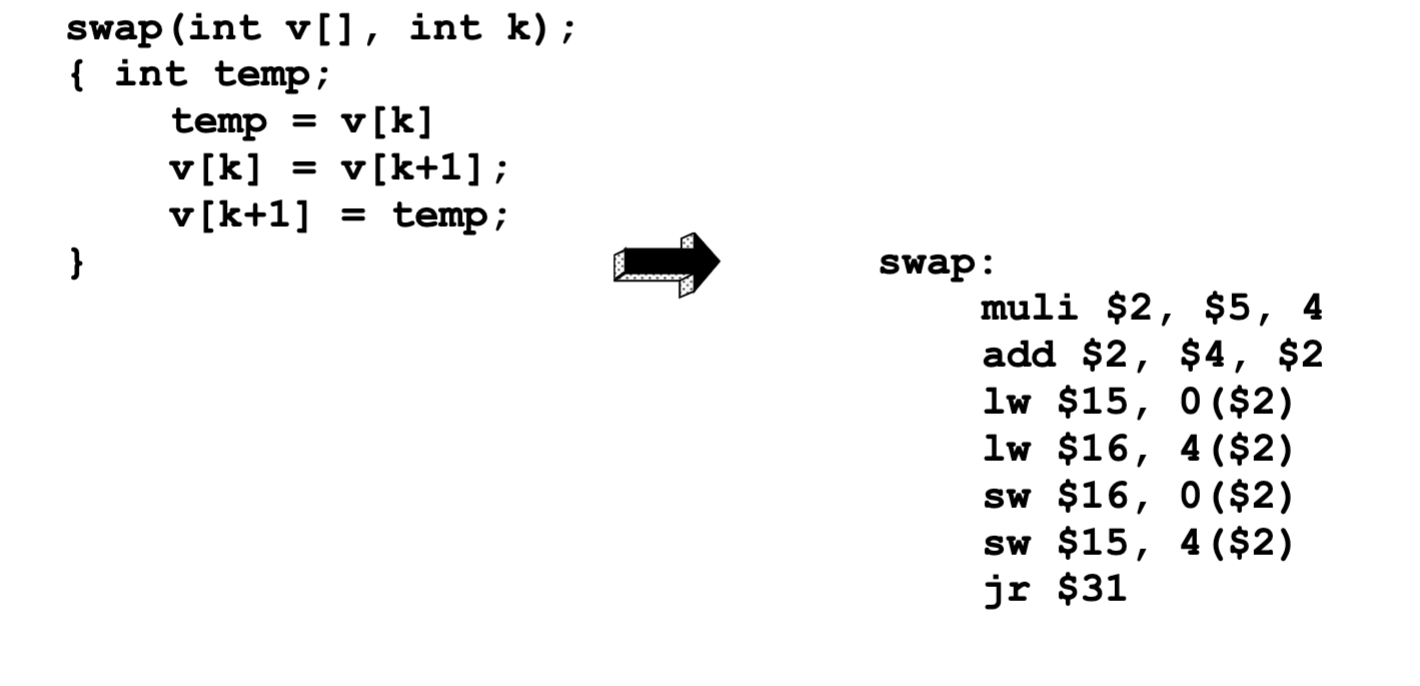 swap(int v[], int k);
{ int temp;
temp = v[k]
v[k] = v[k+1];
v[k+1] = temp;
}
swap:
muli $2, $5, 4
add $2, $4, $2
lw $15, 0($2)
lw $16, 4($2)
sw $16, 0($2)
sw $15, 4($2)
jr $31